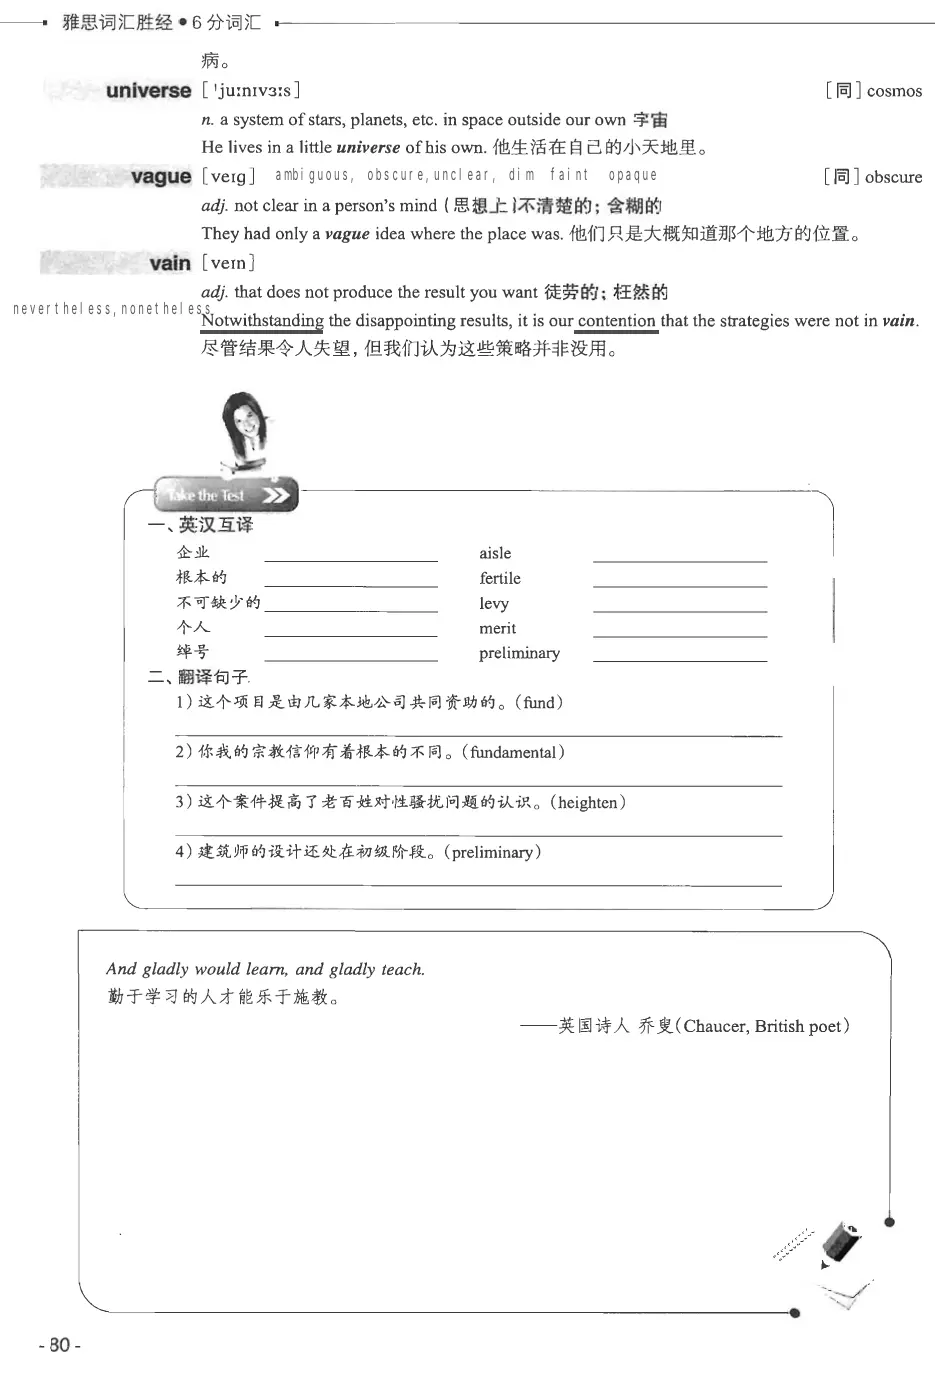 雅思词汇胜经●6分词汇
病。
universe [ˈjuːnɪvɜːs] [同] cosmos
n. a system of stars, planets, etc. in space outside our own 宇宙
He lives in a little universe of his own. 他生活在自己的小天地里。
vague [veɪg] ambiguous, obscure,unclear, dim faint opaque [同] obscure
adj. not clear in a person's mind (思想上)不清楚的; 含糊的
They had only a vague idea where the place was. 他们只是大概知道那个地方的位置。
vain [veɪn]
adj. that does not produce the result you want 徒劳的; 枉然的
nevertheless,nonetheless
Notwithstanding the disappointing results, it is our contention that the strategies were not in vain.
尽管结果令人失望, 但我们认为这些策略并非没用。
Take the Test
一、英汉互译
企业 aisle
根本的 fertile
不可缺少的 levy
个人 merit
绰号 preliminary
二、翻译句子
1) 这个项目是由几家本地公司共同资助的。(fund)
2) 你我的宗教信仰有着根本的不同。(fundamental)
3) 这个案件提高了老百姓对性骚扰问题的认识。(heighten)
4) 建筑师的设计还处在初级阶段。(preliminary)
And gladly would learn, and gladly teach.
勤于学习的人才能乐于施教。
——英国诗人 乔叟(Chaucer, British poet)
- 80 -